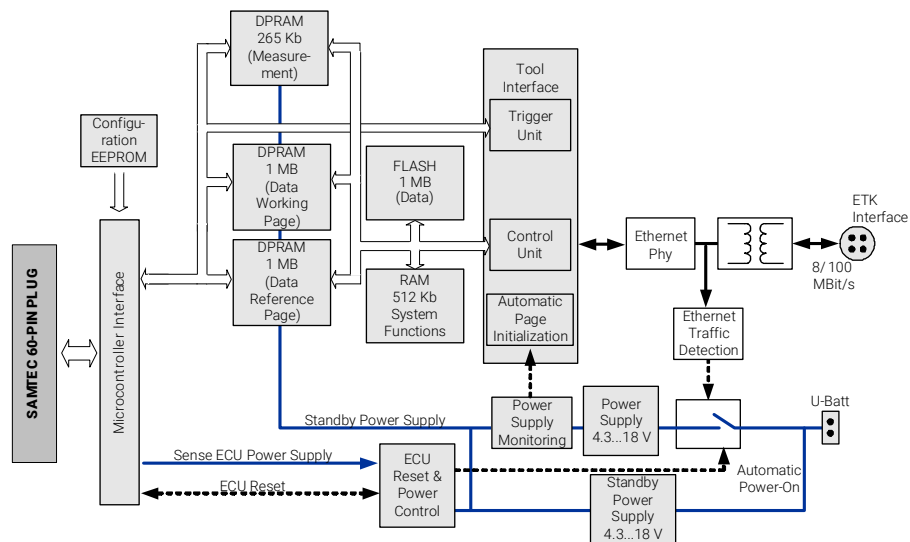 DPRAM
265 Kb
(Measure-
ment)
Tool
Interface
Trigger
Unit
Configu-
ration
EEPROM
DPRAM
1 MB
(Data
Working
Page)
FLASH
1 MB
(Data)
ETK
Interface
Control
Unit
Ethernet
Phy
DPRAM
1 MB
(Data
Reference
Page)
RAM
512 Kb
System
Functions
8/100
MBit/s
Automatic
Page
Initialization
Ethernet
Traffic
Detection
SAMTEC 60-PIN PLUG
Microcontroller Interface
U-Batt
Standby Power Supply
Power
Supply
Monitoring
Power
Supply
4.3...18 V
Sense ECU Power Supply
ECU
Reset &
Power
Control
ECU Reset
Automatic
Power-On
Standby
Power
Supply
4.3...18 V